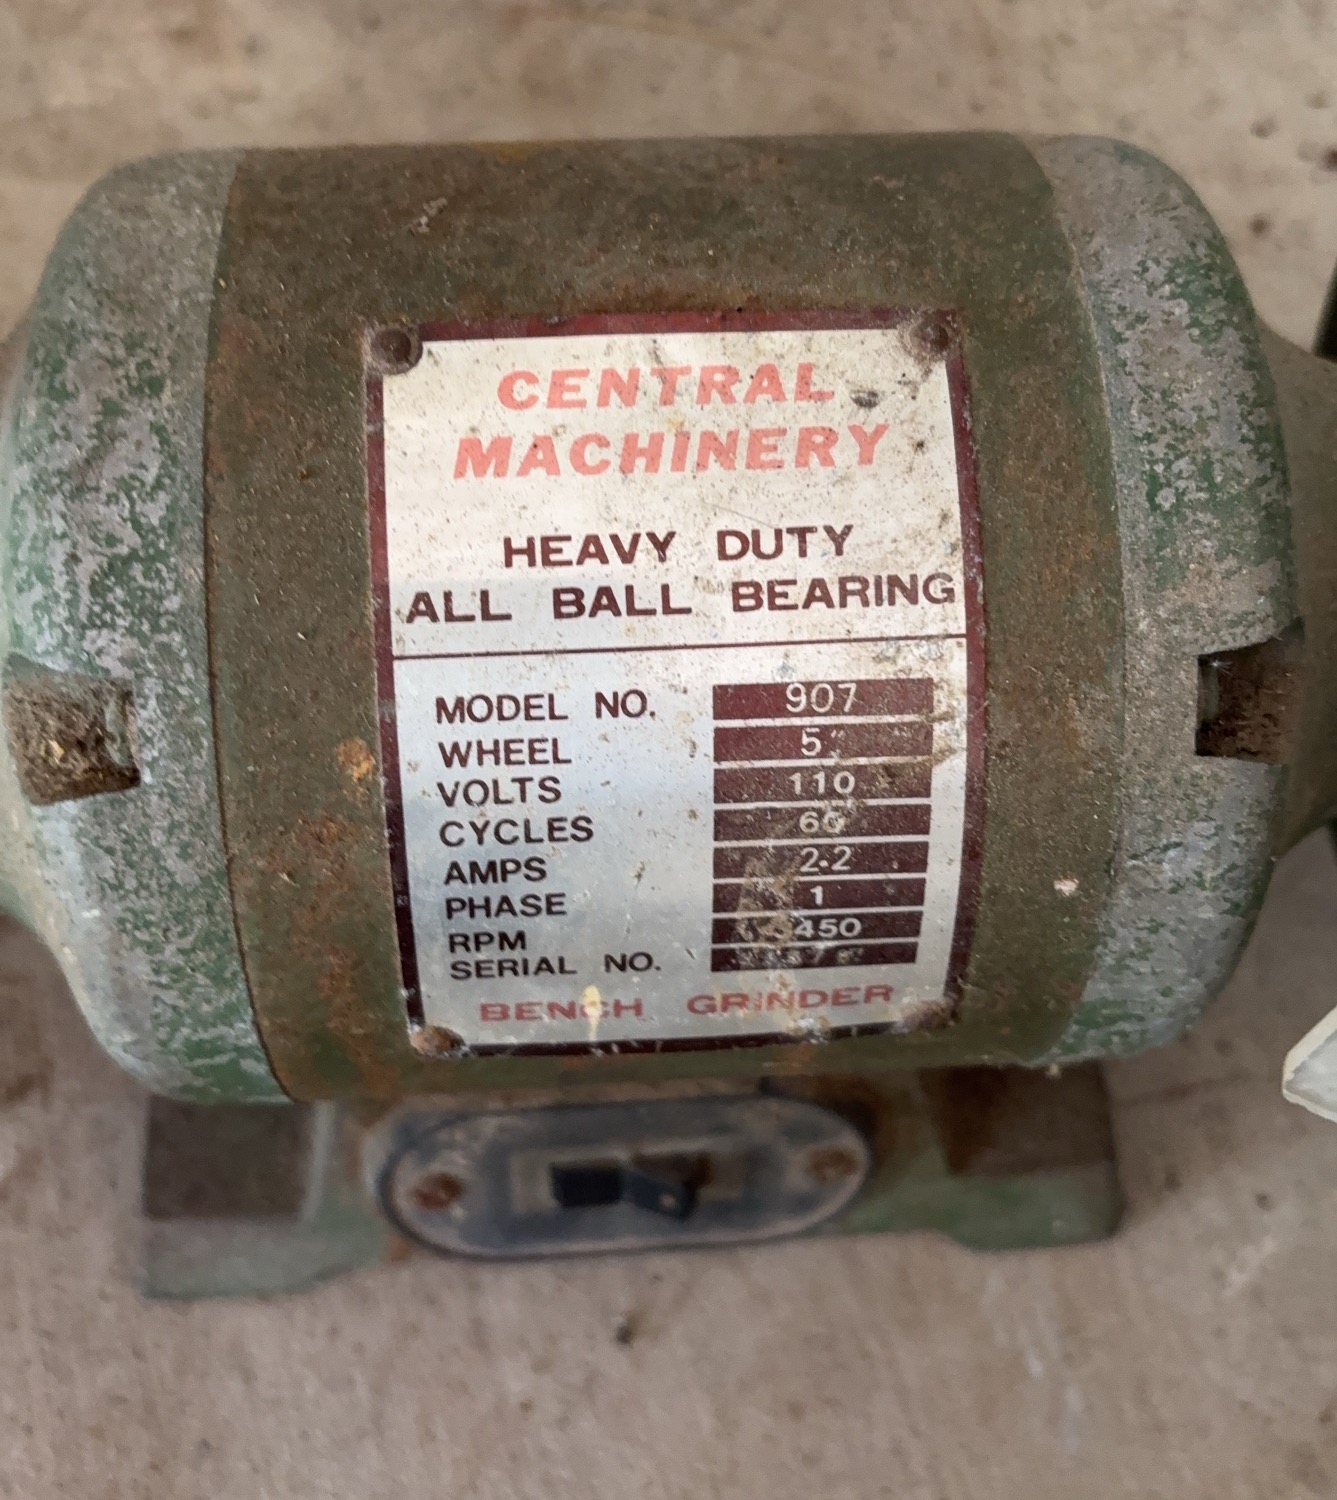 CENTRAL
MACHINERY
HEAVY DUTY
ALL BALL BEARING
MODEL NO. 907
WHEEL 5"
VOLTS 110
CYCLES 60
AMPS 2.2
PHASE 1
RPM
SERIAL NO.
BENCH GRINDER